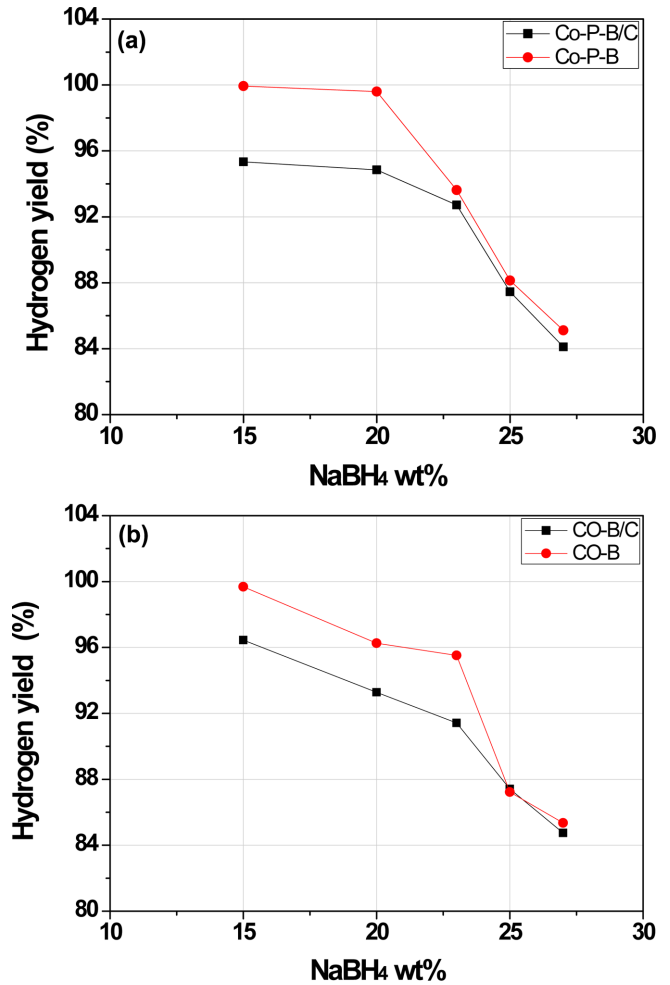 (a)
Co-P-B/C
Co-P-B
104
100
96
92
88
84
80
Hydrogen yield (%)
10 15 20 25 30
NaBH₄ wt%
(b)
CO-B/C
CO-B
104
100
96
92
88
84
80
Hydrogen yield (%)
10 15 20 25 30
NaBH₄ wt%